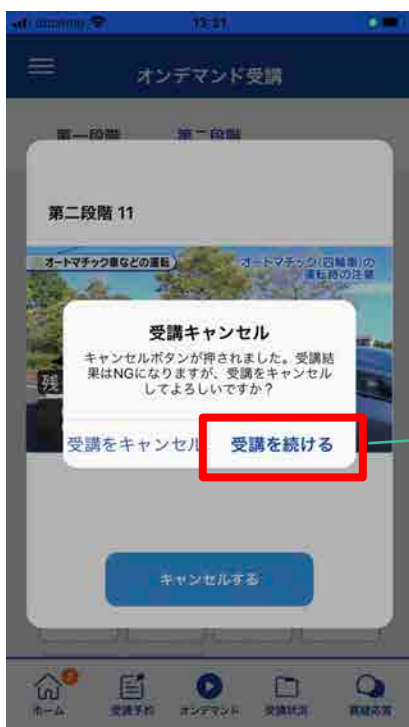 docomo 13:21
オンデマンド受講
第一段階 第二段階
第二段階 11
オートマチック車などの運転
オートマチック(四輪車)の
運転時の注意
受講キャンセル
キャンセルボタンが押されました。受講結
果はNGになりますが、受講をキャンセル
してよろしいですか？
残
受講をキャンセル 受講を続ける
キャンセルする
ホーム 受講予約 オンデマンド 受講状況 質疑応答